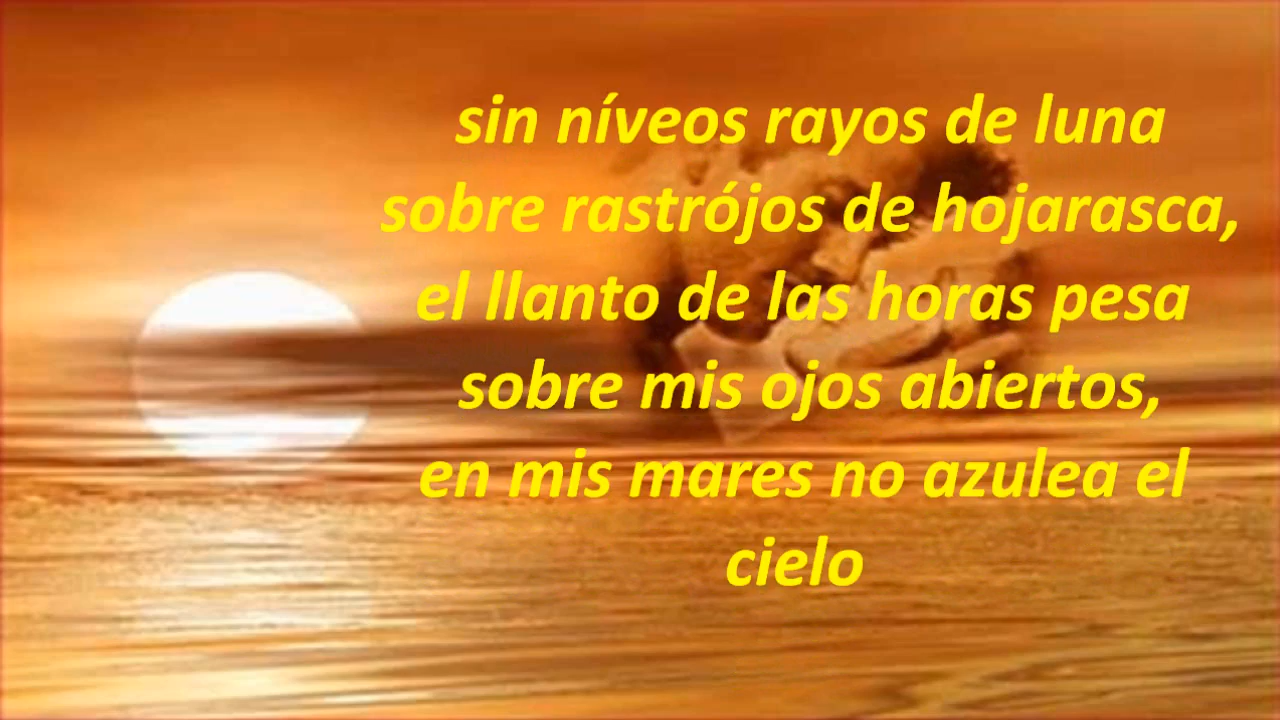 sin níveos rayos de luna
sobre rastrójos de hojarasca,
el llanto de las horas pesa
sobre mis ojos abiertos,
en mis mares no azulea el
cielo